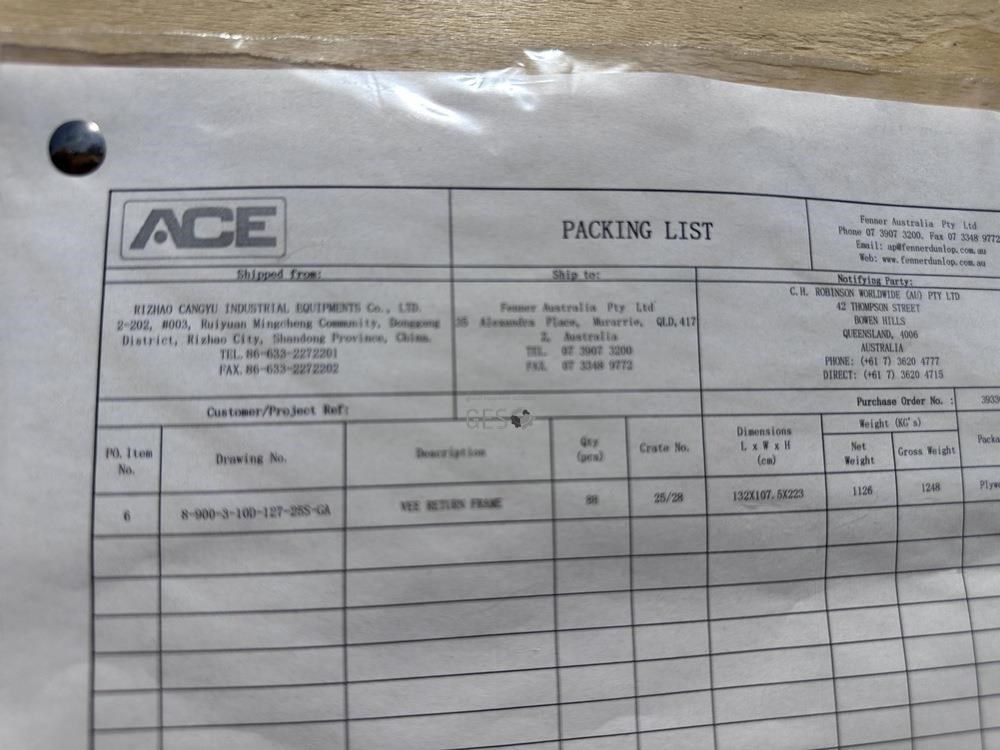 ACE
PACKING LIST
Fenner Australia Pty Ltd
Phone 07 3907 3200. Fax 07 3348 9772
Email: ap@fennerdunlop.com.au
Web: www.fennerdunlop.com.au
Shipped from:
Ship to:
Notifying Party:
RIZHAO CANGYU INDUSTRIAL EQUIPMENTS Co., LTD.
2-202, #003, Ruiyuan Mingcheng Community, Donggang
District, Rizhao City, Shandong Province, China.
TEL. 86-633-2272201
FAX. 86-633-2272202
Fenner Australia Pty Ltd
35 Alexandra Place, Murarrie, QLD, 417
2, Australia
TEL. 07 3907 3200
FAX. 07 3348 9772
C.H. ROBINSON WORLDWIDE (AU) PTY LTD
42 THOMPSON STREET
BOWEN HILLS
QUEENSLAND, 4006
AUSTRALIA
PHONE: (+61 7) 3620 4777
DIRECT: (+61 7) 3620 4715
Customer/Project Ref:
Purchase Order No. :
GES
PO. Item
No.
Drawing No.
Description
Qty
(pcs)
Crate No.
Dimensions
L x W x H
(cm)
Weight (KG's)
Net
Weight
Gross Weight
6
8-900-3-10D-127-25S-GA
VEE RETURN FRAME
88
25/28
132X107.5X223
1126
1248